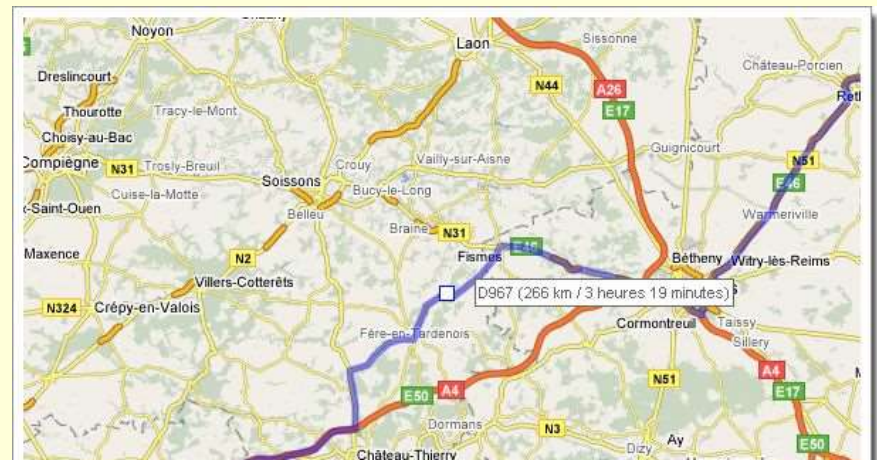 Noyon
Laon
Sissonne
Château-Porcien
Dreslincourt
N44
A26
E17
Thourotte
Tracy-le-Mont
Choisy-au-Bac
Guignicourt
Compiègne
N31
Trosly-Breuil
Crouy
Vailly-sur-Aisne
N51
E46
Soissons
Bucy-le-Long
Cuise-la-Motte
x-Saint-Ouen
Belleu
Warmeriville
Braine
N31
Maxence
N2
Fismes
E46
Bétheny
Witry-lès-Reims
Villers-Cotterêts
D967 (266 km / 3 heures 19 minutes)
s
N324
Crépy-en-Valois
Fère-en-Tardenois
Cormontreuil
Taissy
Sillery
E50
A4
N51
A4
E17
Dormans
N3
Dizy
Ay
E50
Château-Thierry